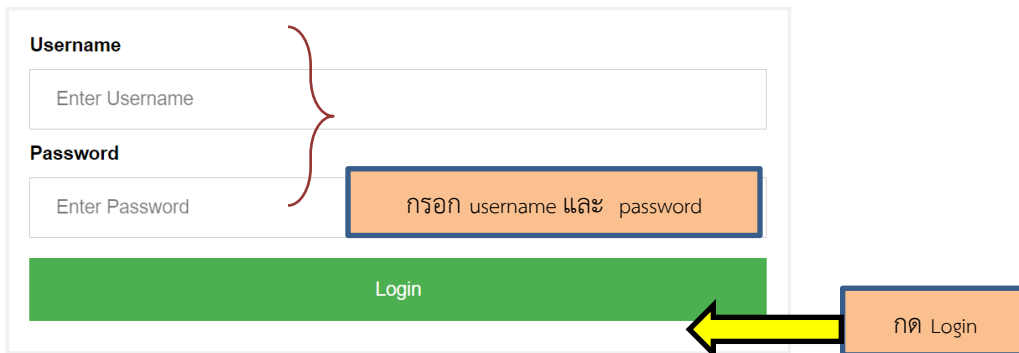 Username
Enter Username
Password
Enter Password
กรอก username และ password
Login
กด Login